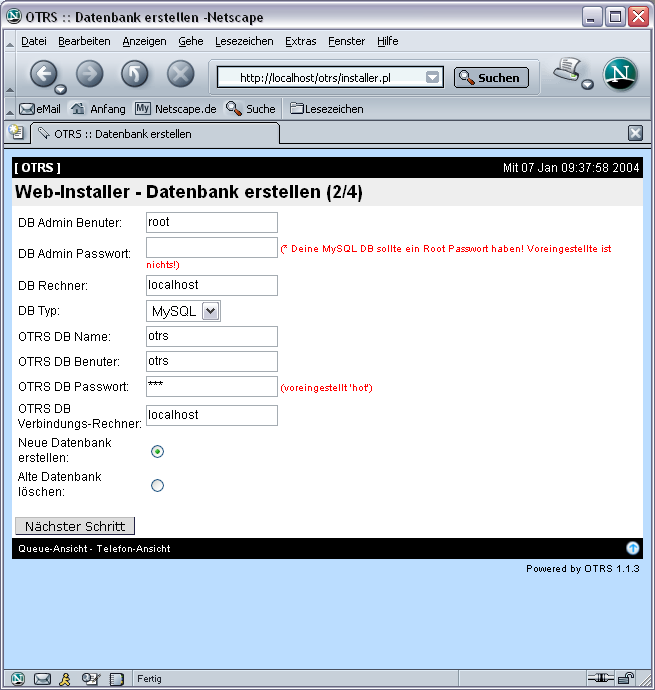 OTRS :: Datenbank erstellen -Netscape
Datei Bearbeiten Anzeigen Gehe Lesezeichen Extras Fenster Hilfe
http://localhost/otrs/installer.pl Suchen
N
eMail Anfang My Netscape.de Suche Lesezeichen
OTRS :: Datenbank erstellen
[ OTRS ] Mit 07 Jan 09:37:58 2004
Web-Installer - Datenbank erstellen (2/4)
DB Admin Benuter: root
DB Admin Passwort: (* Deine MySQL DB sollte ein Root Passwort haben! Voreingestellte ist
nichts!)
DB Rechner: localhost
DB Typ: MySQL
OTRS DB Name: otrs
OTRS DB Benuter: otrs
OTRS DB Passwort: *** (voreingestellt 'hot')
OTRS DB
Verbindungs-Rechner: localhost
Neue Datenbank
erstellen:
Alte Datenbank
löschen:
Nächster Schritt
Queue-Ansicht - Telefon-Ansicht
Powered by OTRS 1.1.3
Fertig